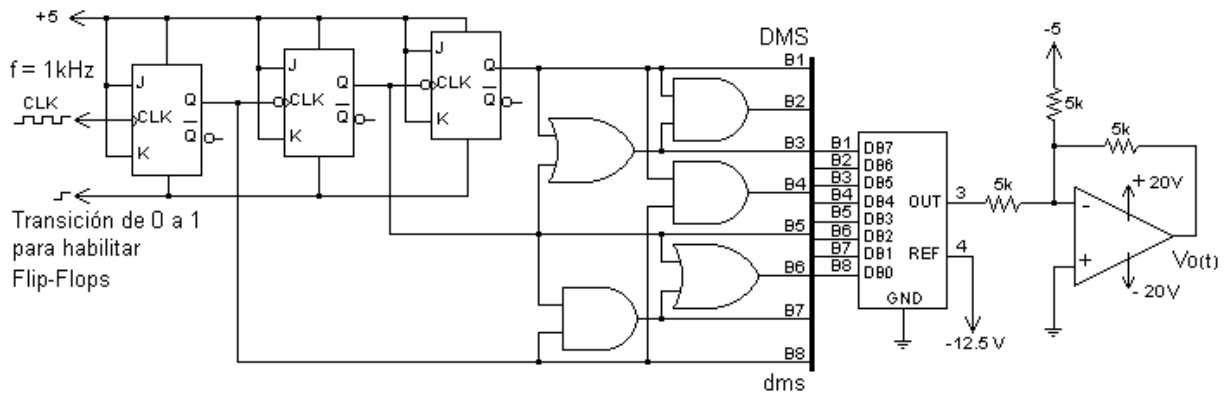 +5
f = 1kHz
CLK
J
Q
CLK
Q
K
J
Q
CLK
Q
K
J
Q
CLK
Q
K
Transición de 0 a 1
para habilitar
Flip-Flops
DMS
B1
B2
B3
B4
B5
B6
B7
B8
dms
B1 DB7
B2 DB6
B3 DB5
B4 DB4
B5 DB3
B6 DB2
B7 DB1
B8 DB0
OUT 3
REF 4
GND
-12.5 V
5k
-5
5k
5k
-
+
+ 20V
- 20V
Vo(t)